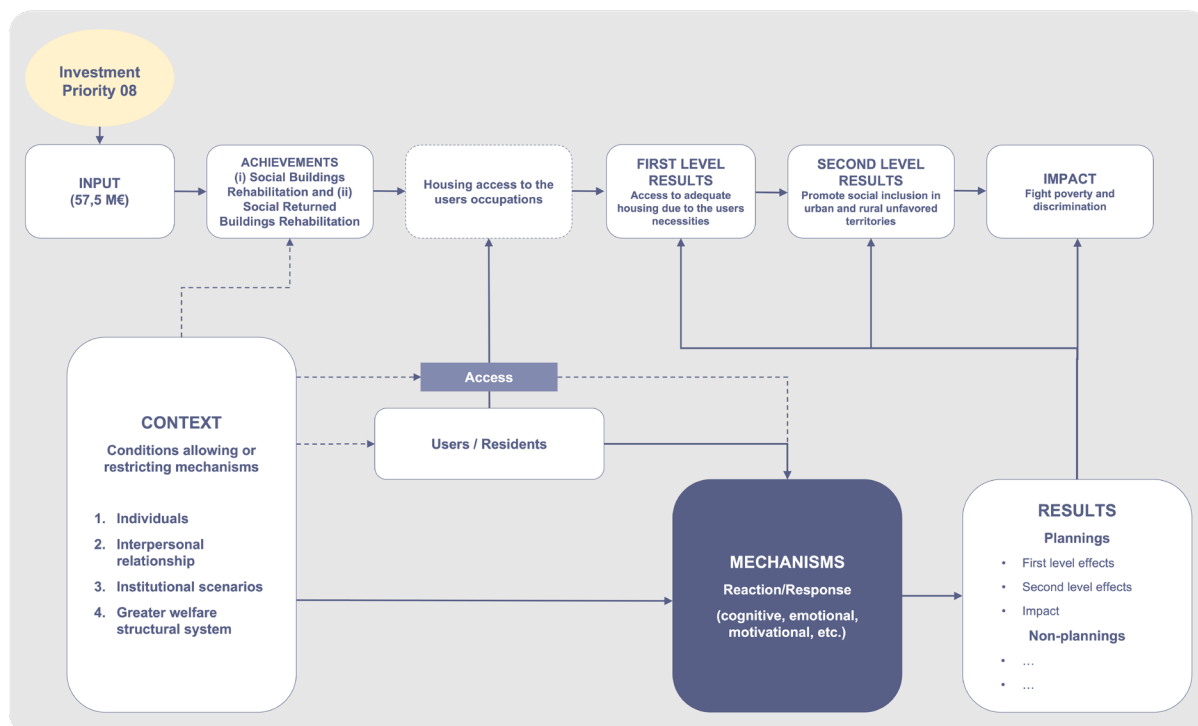 Investment
Priority 08
INPUT
(57,5 M€)
ACHIEVEMENTS
(i) Social Buildings
Rehabilitation and (ii)
Social Returned
Buildings Rehabilitation
Housing access to the
users occupations
FIRST LEVEL
RESULTS
Access to adequate
housing due to the users
necessities
SECOND LEVEL
RESULTS
Promote social inclusion in
urban and rural unfavored
territories
IMPACT
Fight poverty and
discrimination
Access
Users / Residents
CONTEXT
Conditions allowing or
restricting mechanisms
1. Individuals
2. Interpersonal
relationship
3. Institutional scenarios
4. Greater welfare
structural system
MECHANISMS
Reaction/Response
(cognitive, emotional,
motivational, etc.)
RESULTS
Plannings
• First level effects
• Second level effects
• Impact
Non-plannings
• …
• …